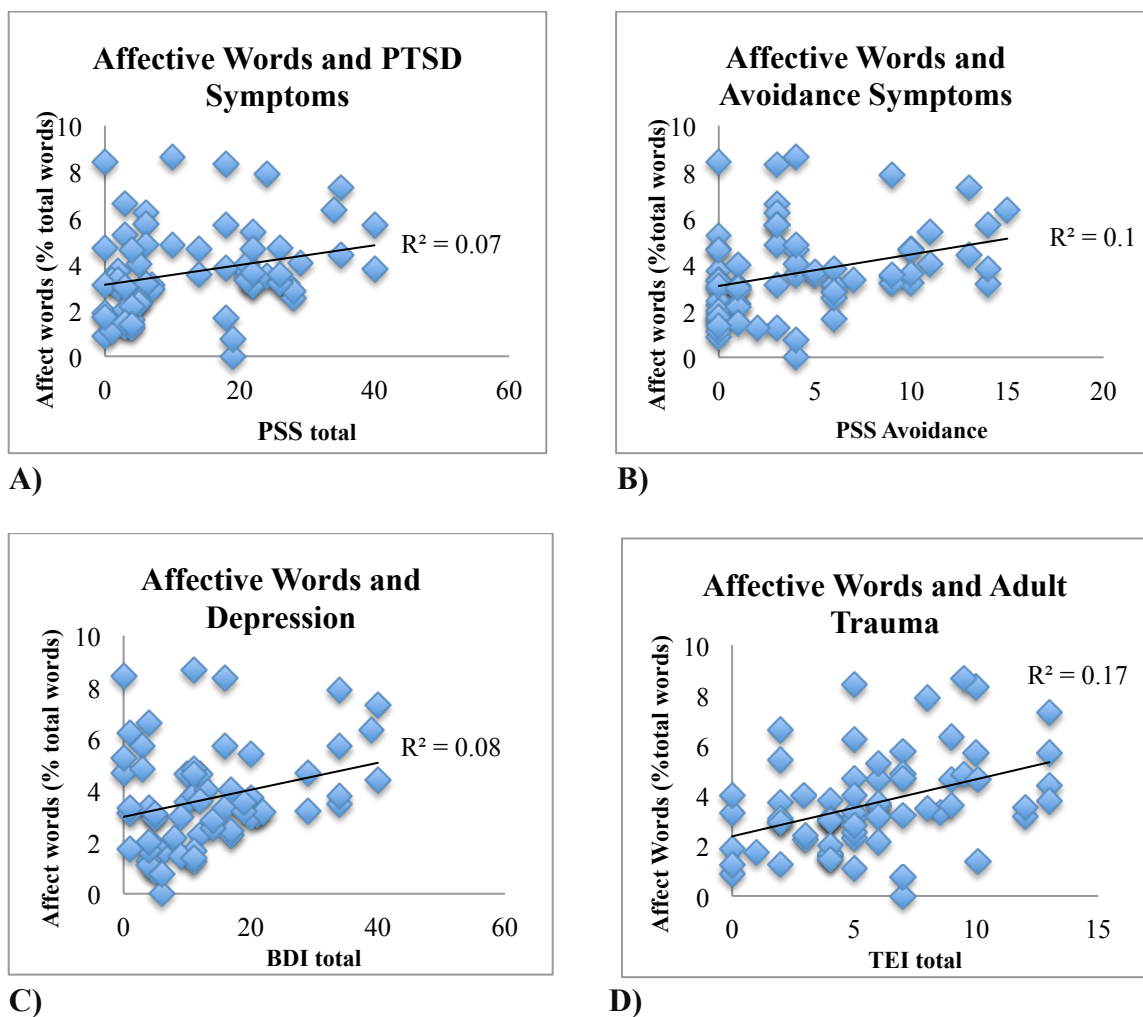 Affective Words and PTSD
Symptoms
Affect words (% total words)
10
8
6
4
2
0
R² = 0.07
0
20
40
60
PSS total
A)
Affective Words and
Avoidance Symptoms
Affect words (%total words)
10
8
6
4
2
0
R² = 0.1
0
5
10
15
20
PSS Avoidance
B)
Affective Words and
Depression
Affect words (% total words)
10
8
6
4
2
0
R² = 0.08
0
20
40
60
BDI total
C)
Affective Words and Adult
Trauma
Affect Words (%total words)
10
8
6
4
2
0
R² = 0.17
0
5
10
15
TEI total
D)